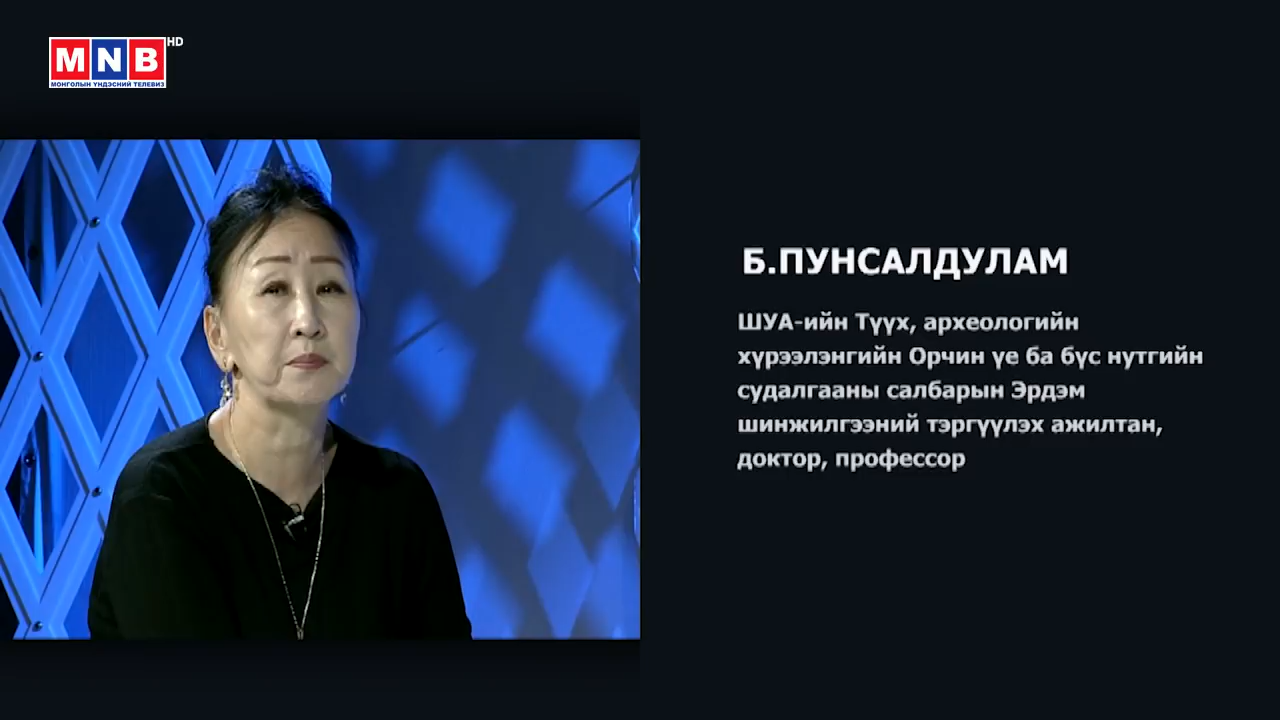 MNB HD
МОНГОЛЫН ҮНДЭСНИЙ ТЕЛЕВИЗ
Б.ПУНСАЛДУЛАМ
ШУА-ийн Түүх, археологийн
хүрээлэнгийн Орчин үе ба бүс нутгийн
судалгааны салбарын Эрдэм
шинжилгээний тэргүүлэх ажилтан,
доктор, профессор